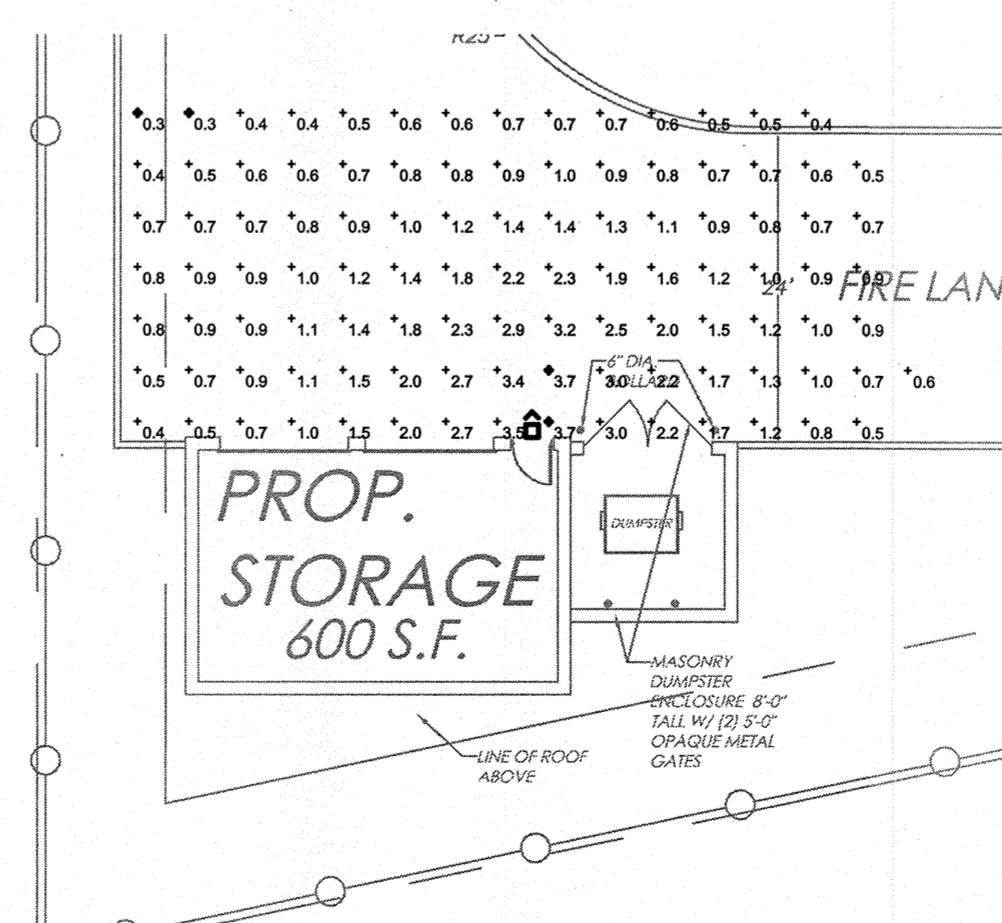 R25
0.3 0.3 0.4 0.4 0.5 0.6 0.6 0.7 0.7 0.7 0.6 0.5 0.5 0.4
0.4 0.5 0.6 0.6 0.7 0.8 0.8 0.9 1.0 0.9 0.8 0.7 0.7 0.6 0.5
0.7 0.7 0.7 0.8 0.9 1.0 1.2 1.4 1.4 1.3 1.1 0.9 0.8 0.7 0.7
0.8 0.9 0.9 1.0 1.2 1.4 1.8 2.2 2.3 1.9 1.6 1.2 1.0 0.9 0.9
24' FIRE LAN
0.8 0.9 0.9 1.1 1.4 1.8 2.3 2.9 3.2 2.5 2.0 1.5 1.2 1.0 0.9
6" DIA.
BOLLARD
0.5 0.7 0.9 1.1 1.5 2.0 2.7 3.4 3.7 3.0 2.2 1.7 1.3 1.0 0.7 0.6
0.4 0.5 0.7 1.0 1.5 2.0 2.7 3.5 3.7 3.0 2.2 1.7 1.2 0.8 0.5
PROP.
STORAGE
600 S.F.
DUMPSTER
MASONRY
DUMPSTER
ENCLOSURE 8'-0"
TALL W/ (2) 5'-0"
OPAQUE METAL
GATES
LINE OF ROOF
ABOVE